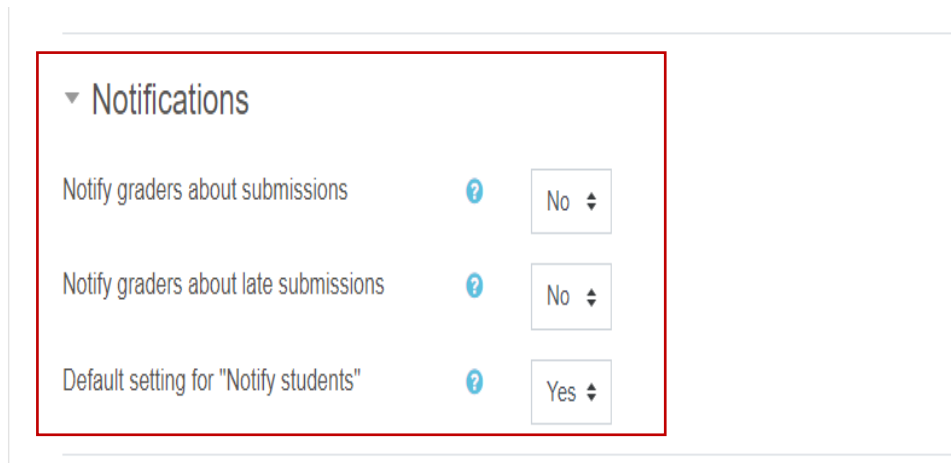 Notifications
Notify graders about submissions ? No
Notify graders about late submissions ? No
Default setting for "Notify students" ? Yes